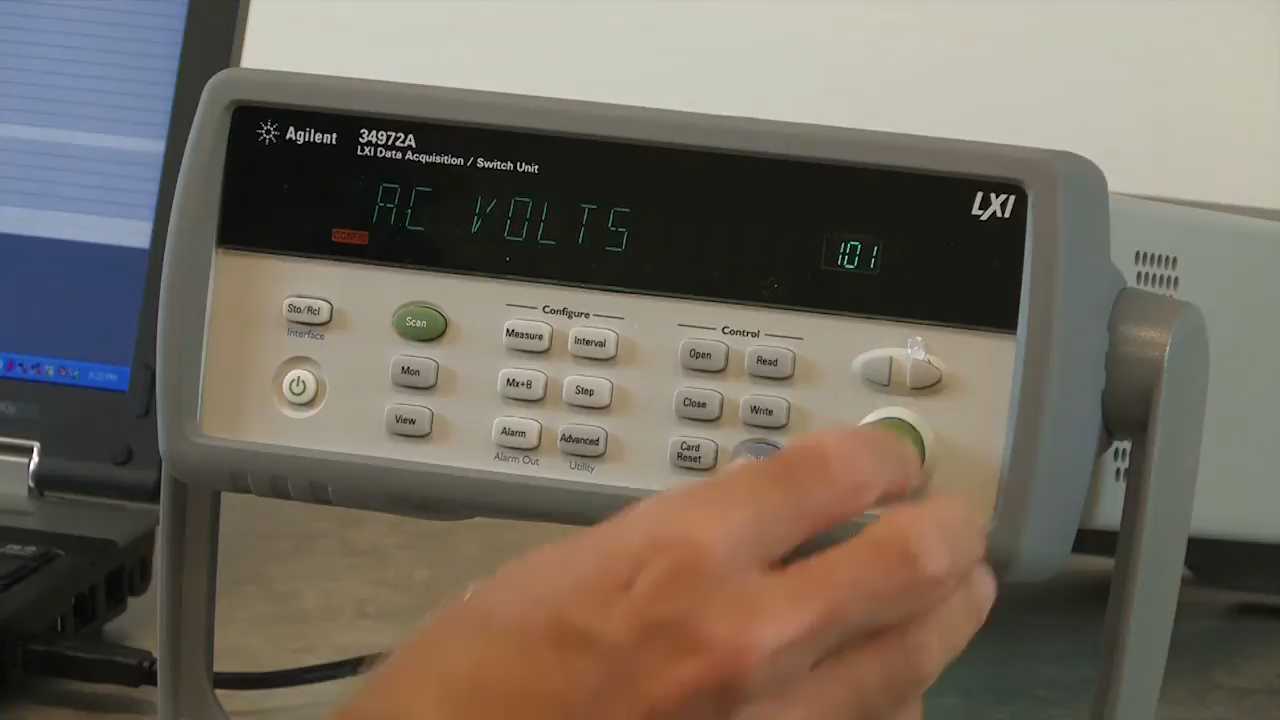 Agilent 34972A
LXI Data Acquisition / Switch Unit
LXI
AC VOLTS
CONFIG
101
Sto/Rcl
Interface
Scan
Mon
View
Configure
Measure
Interval
Mx+B
Step
Alarm
Advanced
Alarm Out
Utility
Control
Open
Read
Close
Write
Card
Reset